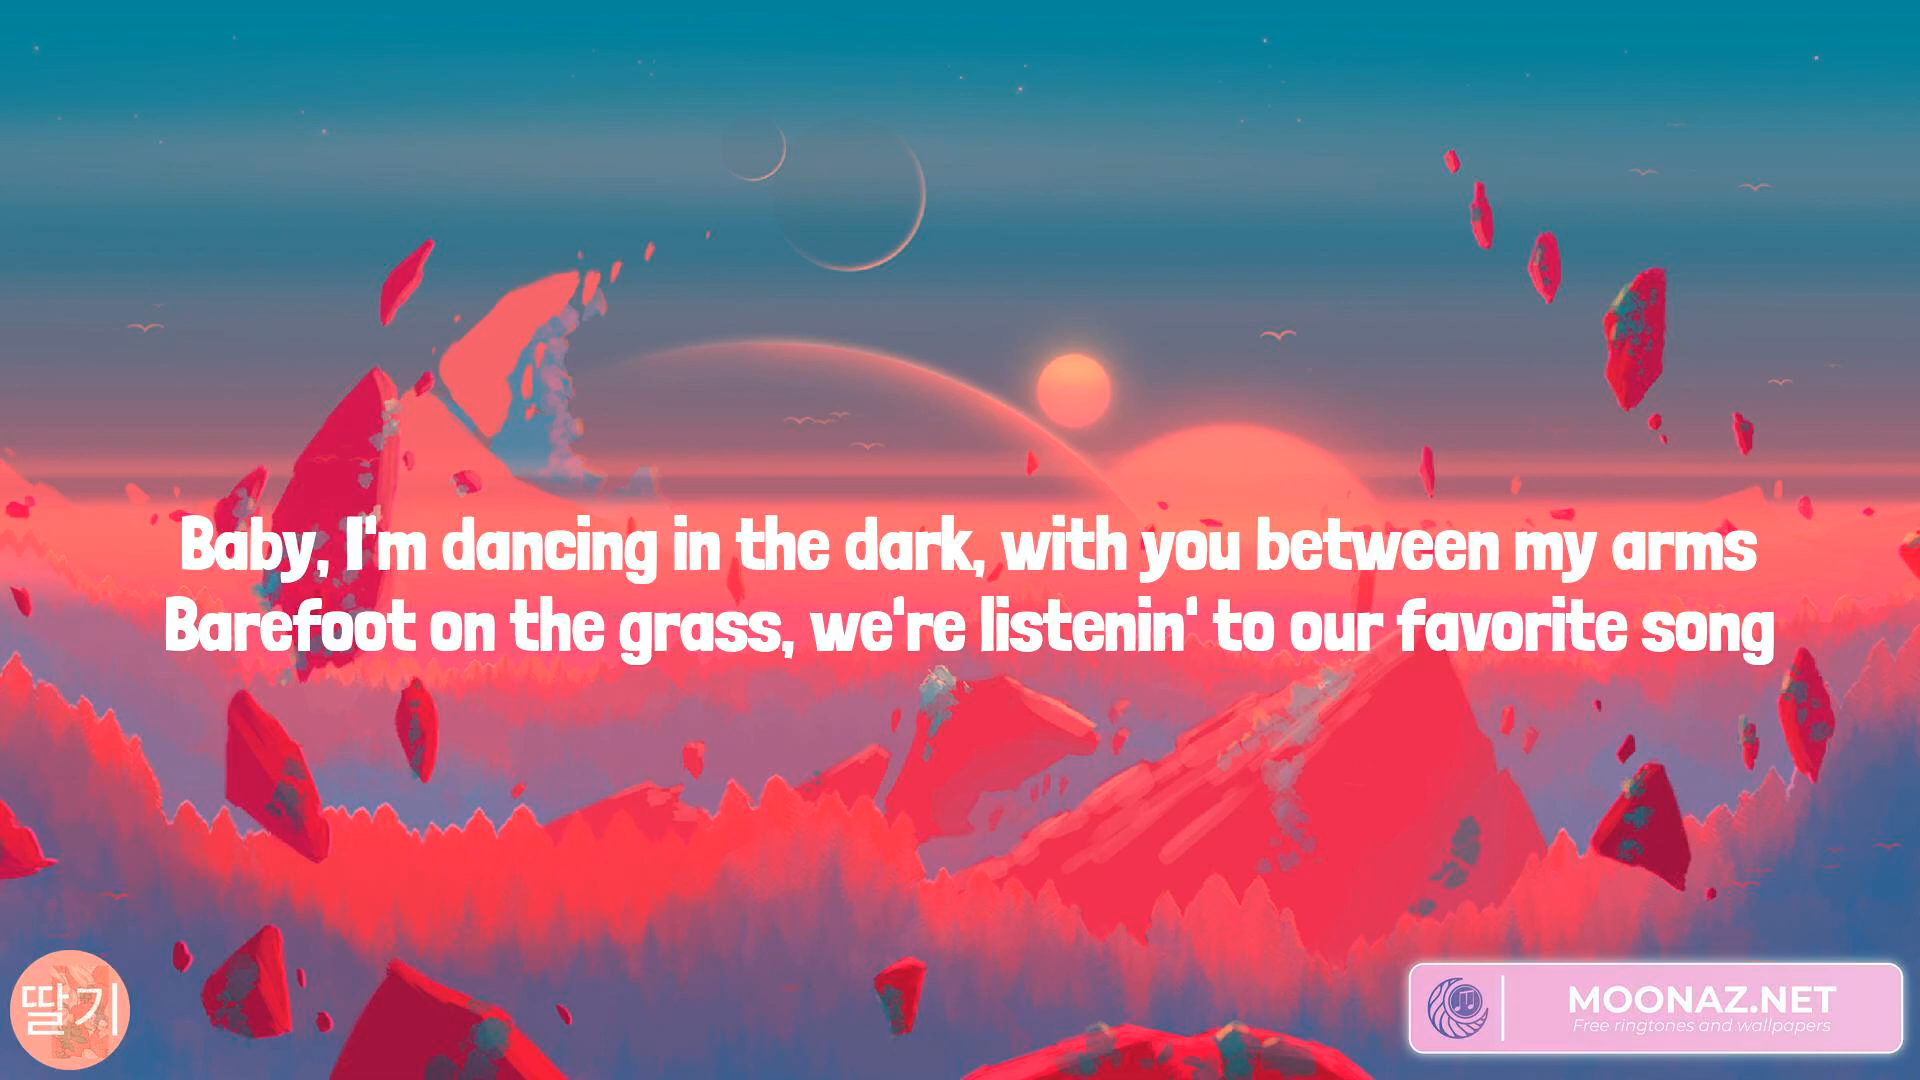 Baby, I'm dancing in the dark, with you between my arms
Barefoot on the grass, we're listenin' to our favorite song
딸기
MOONAZ.NET
Free ringtones and wallpapers